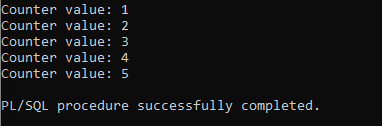 Counter value: 1
Counter value: 2
Counter value: 3
Counter value: 4
Counter value: 5
PL/SQL procedure successfully completed.